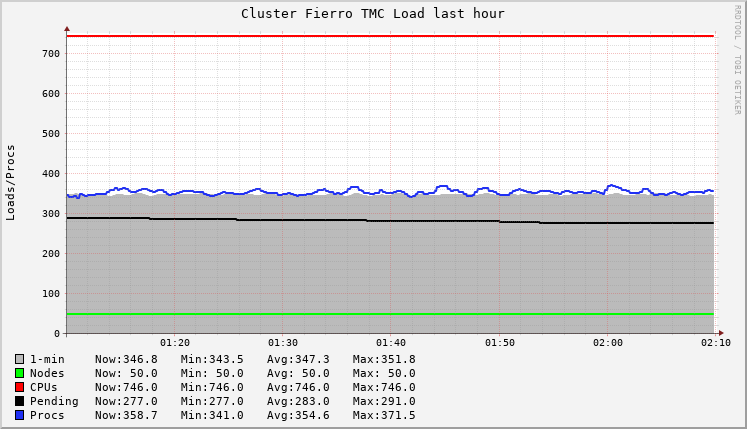 Cluster Fierro TMC Load last hour
RRDTOOL / TOBI OETIKER
Loads/Procs
700
600
500
400
300
200
100
0
01:20 01:30 01:40 01:50 02:00 02:10
1-min Now:346.8 Min:343.5 Avg:347.3 Max:351.8
Nodes Now: 50.0 Min: 50.0 Avg: 50.0 Max: 50.0
CPUs Now:746.0 Min:746.0 Avg:746.0 Max:746.0
Pending Now:277.0 Min:277.0 Avg:283.0 Max:291.0
Procs Now:358.7 Min:341.0 Avg:354.6 Max:371.5